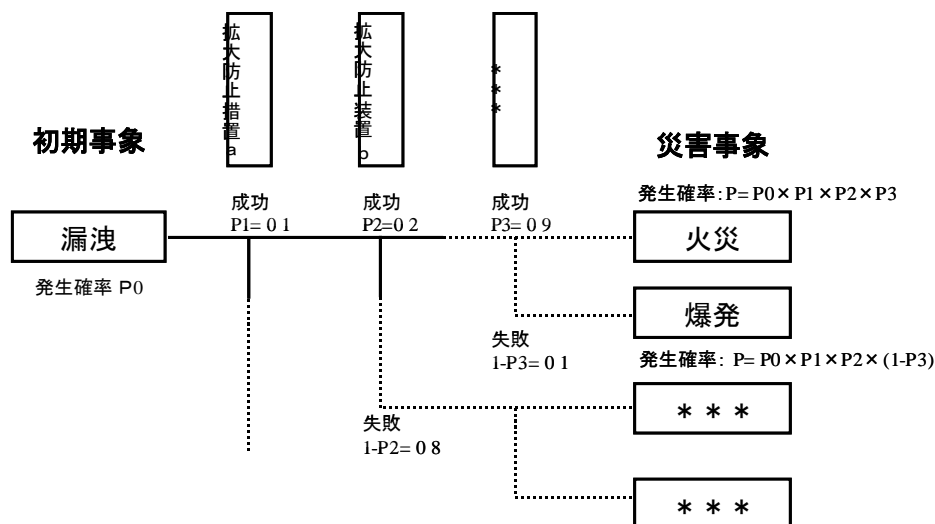 拡大防止措置a
拡大防止装置b
***
初期事象
災害事象
発生確率:P=P0×P1×P2×P3
成功
P1=0 1
成功
P2=0 2
成功
P3=0 9
漏洩
火災
発生確率 P0
爆発
失敗
1-P3=0 1
発生確率: P=P0×P1×P2×(1-P3)
***
失敗
1-P2=0 8
***